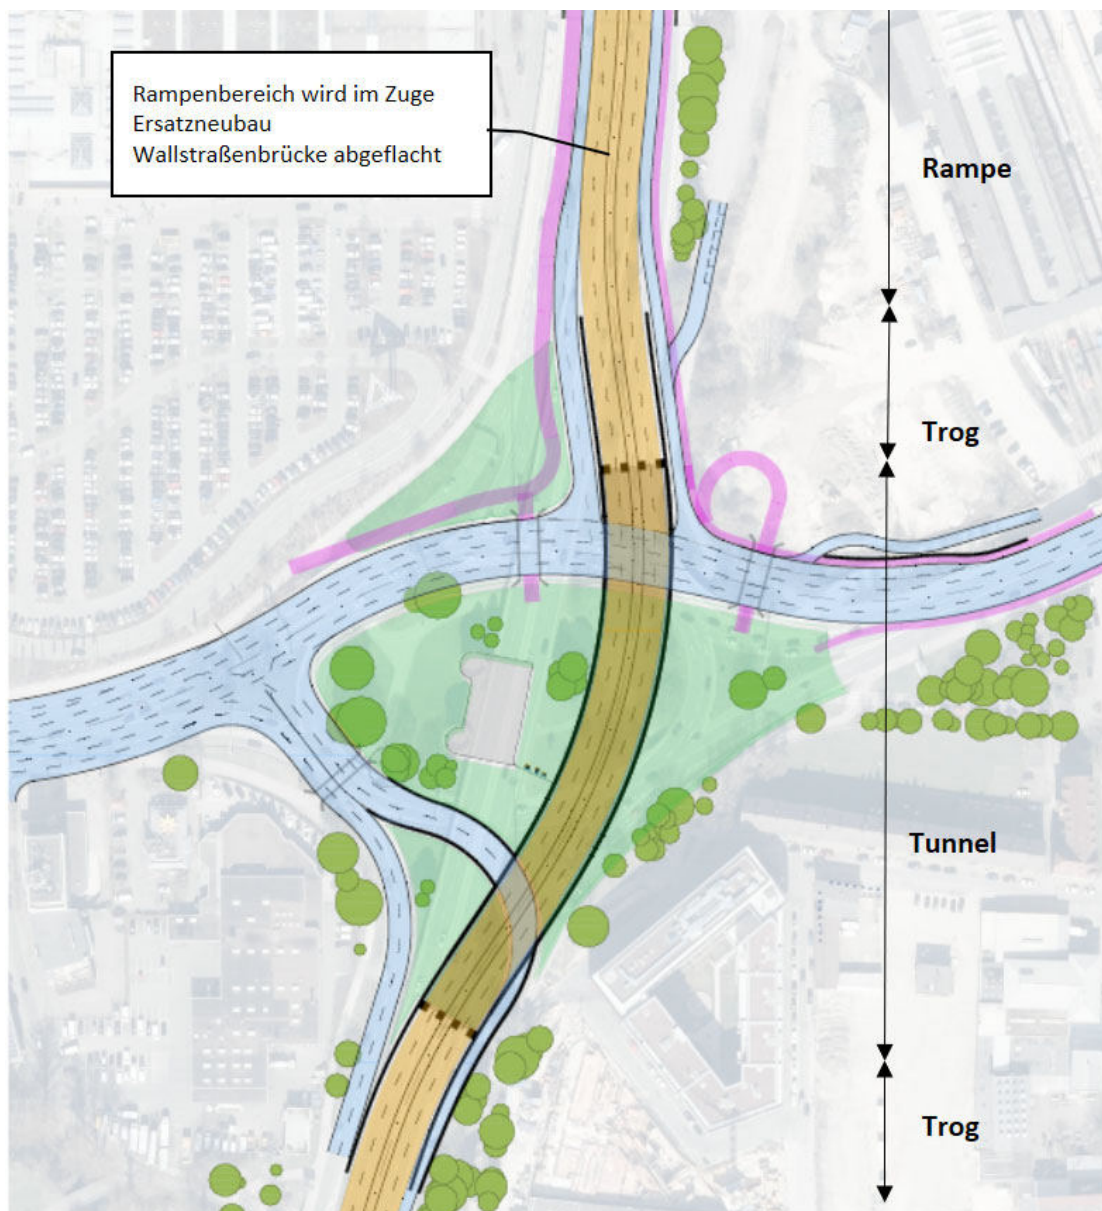 Rampenbereich wird im Zuge
Ersatzneubau
Wallstraßenbrücke abgeflacht
Rampe
Trog
Tunnel
Trog